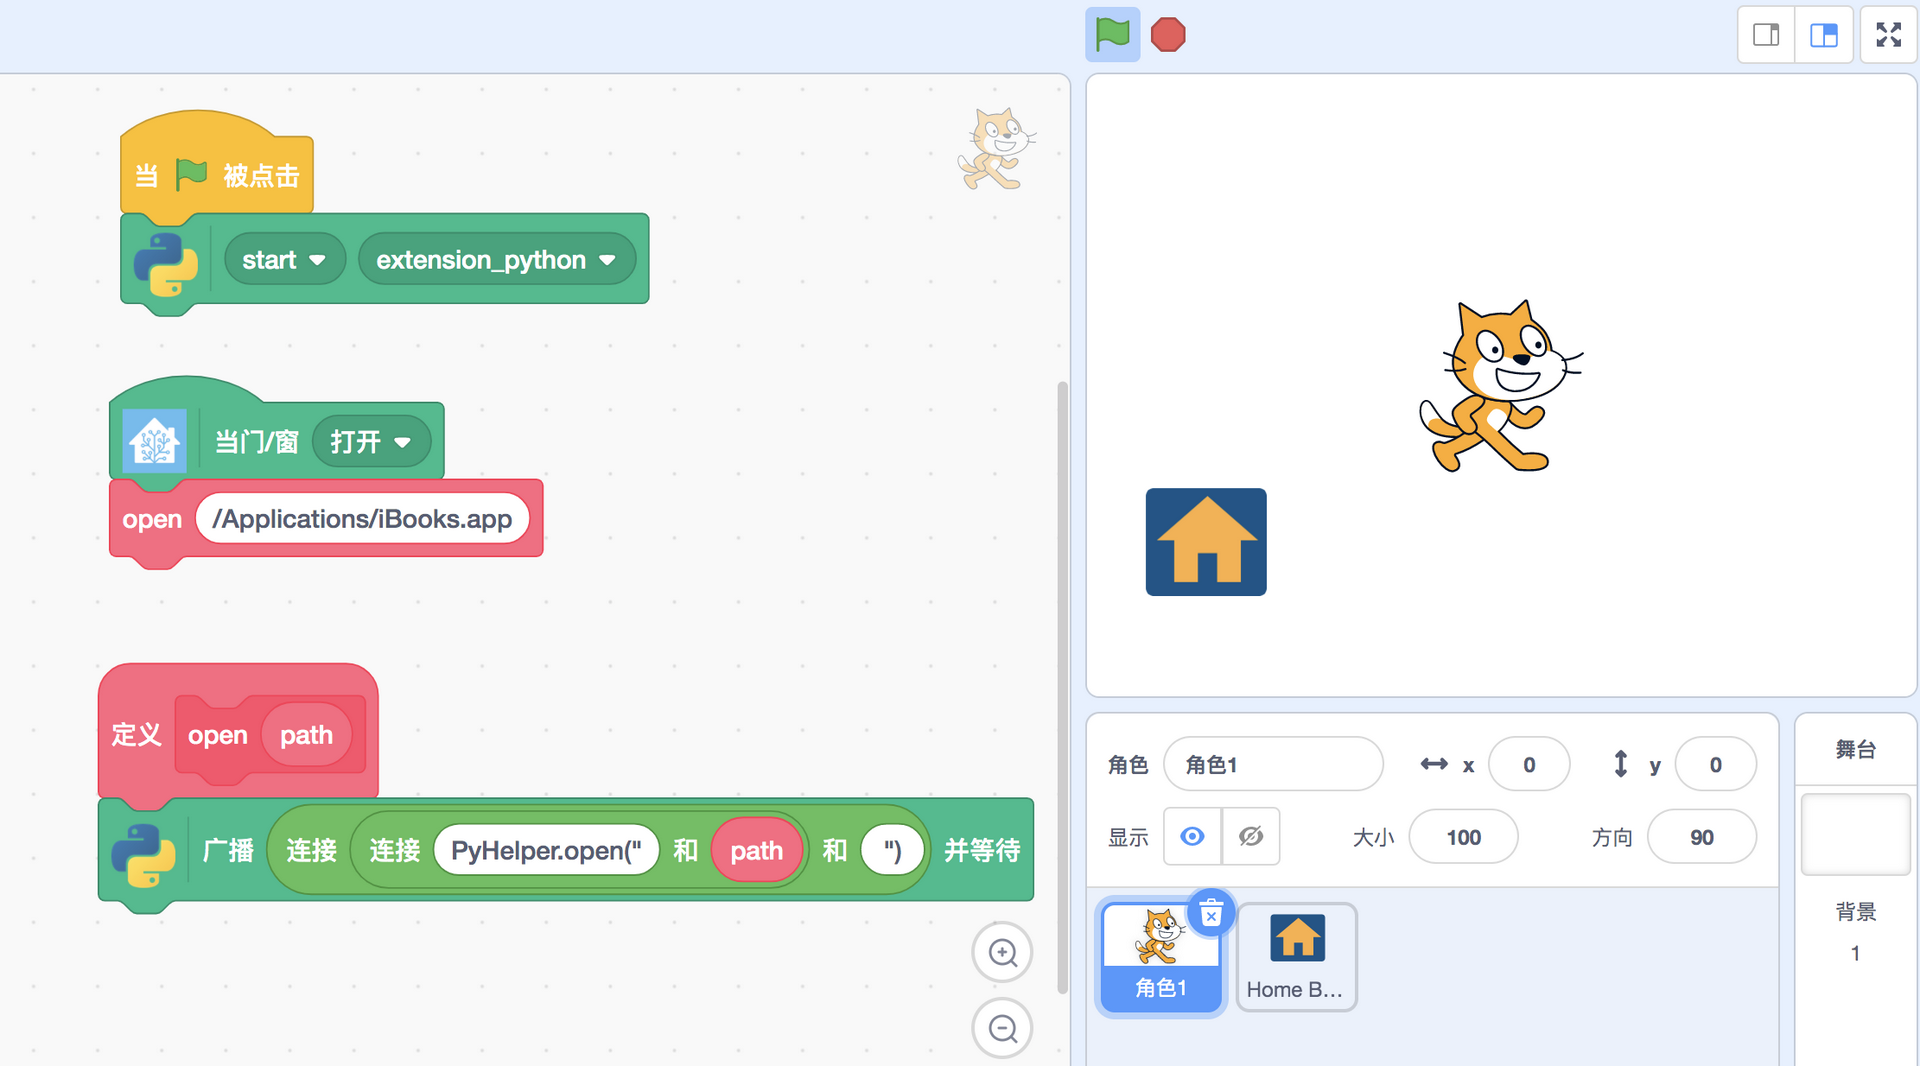 当 被点击
start extension_python
当门/窗 打开
open /Applications/iBooks.app
定义 open path
广播 连接 连接 PyHelper.open(" 和 path 和 ") 并等待
角色 角色1 x 0 y 0
显示 大小 100 方向 90
角色1
Home B...
舞台
背景
1